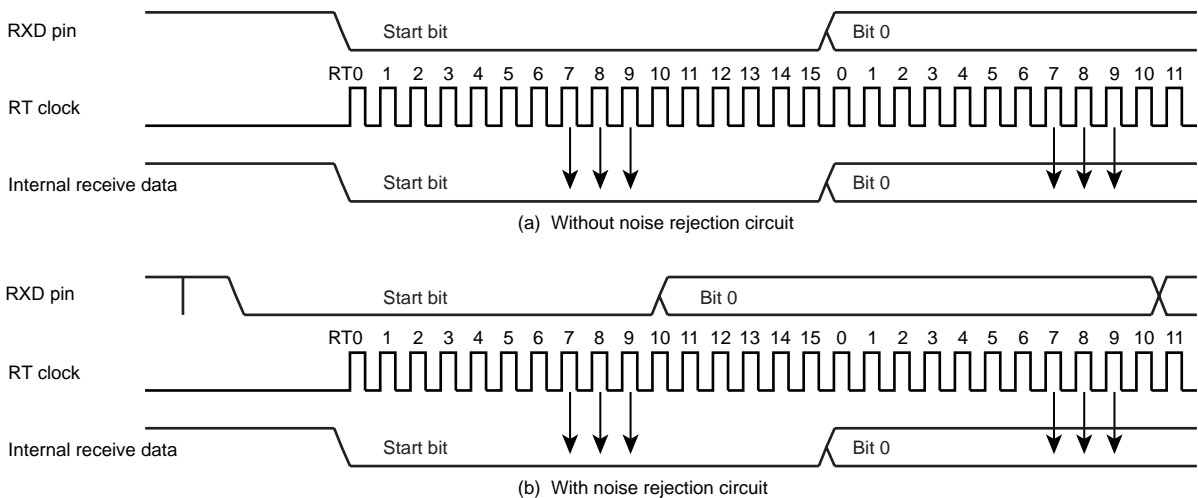 RXD pin Start bit Bit 0
RT0 1 2 3 4 5 6 7 8 9 10 11 12 13 14 15 0 1 2 3 4 5 6 7 8 9 10 11
RT clock
Internal receive data Start bit Bit 0
(a) Without noise rejection circuit
RXD pin Start bit Bit 0
RT0 1 2 3 4 5 6 7 8 9 10 11 12 13 14 15 0 1 2 3 4 5 6 7 8 9 10 11
RT clock
Internal receive data Start bit Bit 0
(b) With noise rejection circuit